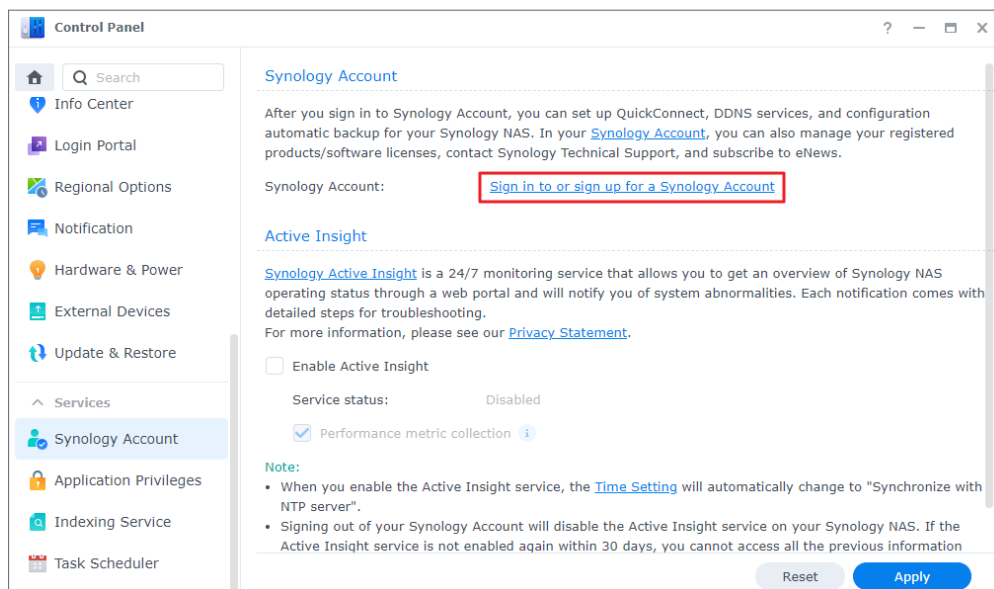 Control Panel
Search
Info Center
Login Portal
Regional Options
Notification
Hardware & Power
External Devices
Update & Restore
Services
Synology Account
Application Privileges
Indexing Service
Task Scheduler
Synology Account
After you sign in to Synology Account, you can set up QuickConnect, DDNS services, and configuration
automatic backup for your Synology NAS. In your Synology Account, you can also manage your registered
products/software licenses, contact Synology Technical Support, and subscribe to eNews.
Synology Account: Sign in to or sign up for a Synology Account
Active Insight
Synology Active Insight is a 24/7 monitoring service that allows you to get an overview of Synology NAS
operating status through a web portal and will notify you of system abnormalities. Each notification comes with
detailed steps for troubleshooting.
For more information, please see our Privacy Statement.
Enable Active Insight
Service status: Disabled
Performance metric collection
Note:
• When you enable the Active Insight service, the Time Setting will automatically change to "Synchronize with
NTP server".
• Signing out of your Synology Account will disable the Active Insight service on your Synology NAS. If the
Active Insight service is not enabled again within 30 days, you cannot access all the previous information
Reset Apply